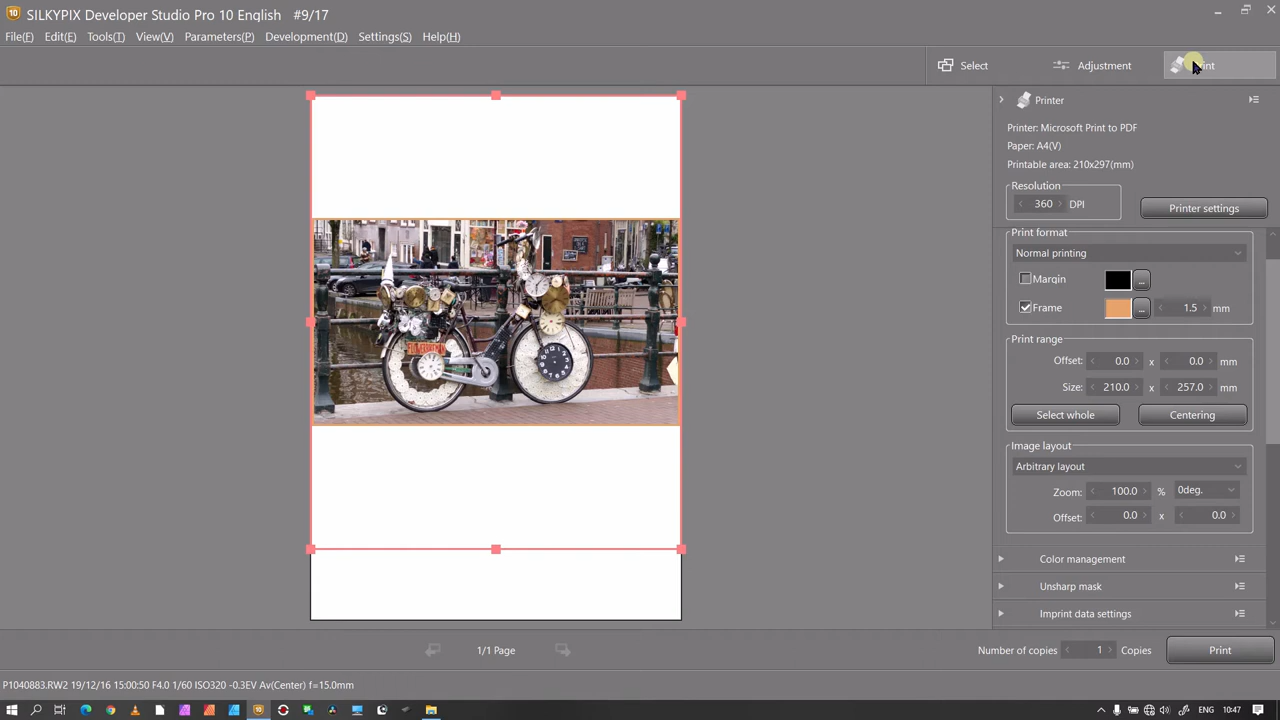 SILKYPIX Developer Studio Pro 10 English #9/17
File(F) Edit(E) Tools(T) View(V) Parameters(P) Development(D) Settings(S) Help(H)
Select Adjustment
Printer
Printer: Microsoft Print to PDF
Paper: A4(V)
Printable area: 210x297(mm)
Resolution
360 DPI
Printer settings
Print format
Normal printing
Margin ...
Frame ... 1.5 mm
Print range
Offset: 0.0 x 0.0 mm
Size: 210.0 x 257.0 mm
Select whole Centering
Image layout
Arbitrary layout
Zoom: 100.0 % 0deg.
Offset: 0.0 x 0.0
Color management
Unsharp mask
Imprint data settings
1/1 Page
Number of copies 1 Copies Print
P1040883.RW2 19/12/16 15:00:50 F4.0 1/60 ISO320 -0.3EV Av(Center) f=15.0mm
ENG 10:47